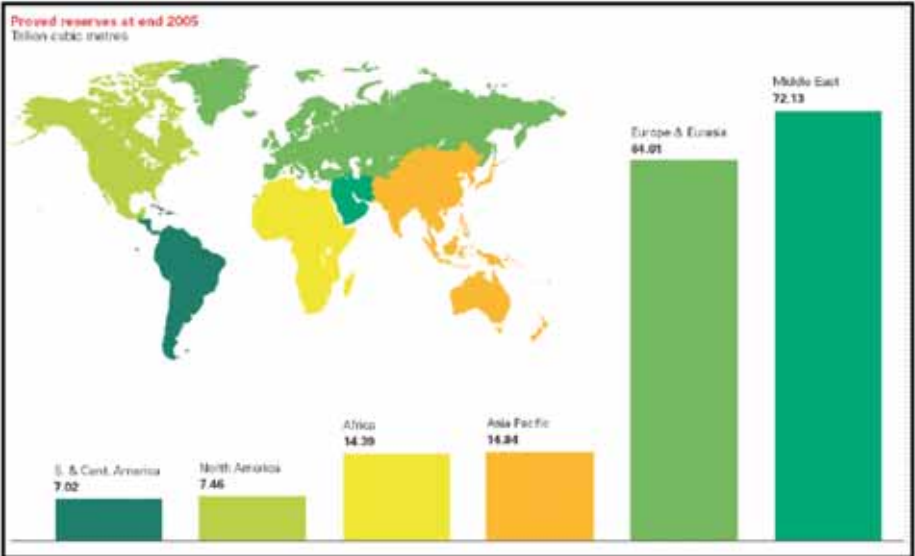 Proved reserves at end 2005
Trillion cubic metres
Middle East
72.13
Europe & Eurasia
64.01
Africa
14.39
Asia Pacific
14.84
S. & Cent. America
7.02
North America
7.46